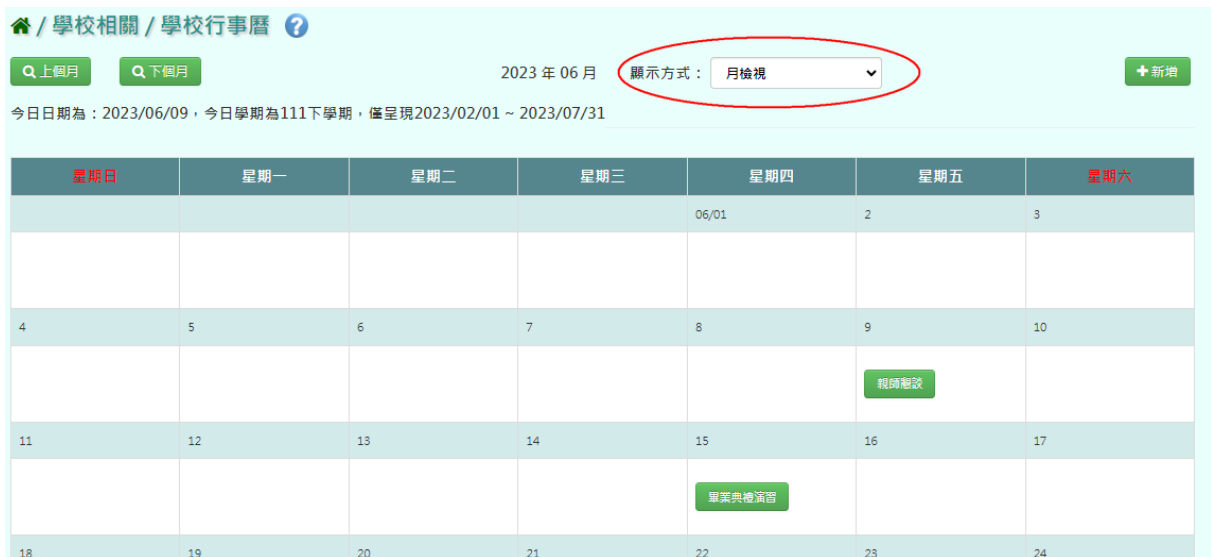 / 學校相關 / 學校行事曆 ?
上個月 下個月 2023 年 06 月 顯示方式： 月檢視 新增
今日日期為：2023/06/09，今日學期為111下學期，僅呈現2023/02/01 ~ 2023/07/31
星期日 星期一 星期二 星期三 星期四 星期五 星期六
06/01 2 3
4 5 6 7 8 9 10
親師懇談
11 12 13 14 15 16 17
畢業典禮演習
18 19 20 21 22 23 24